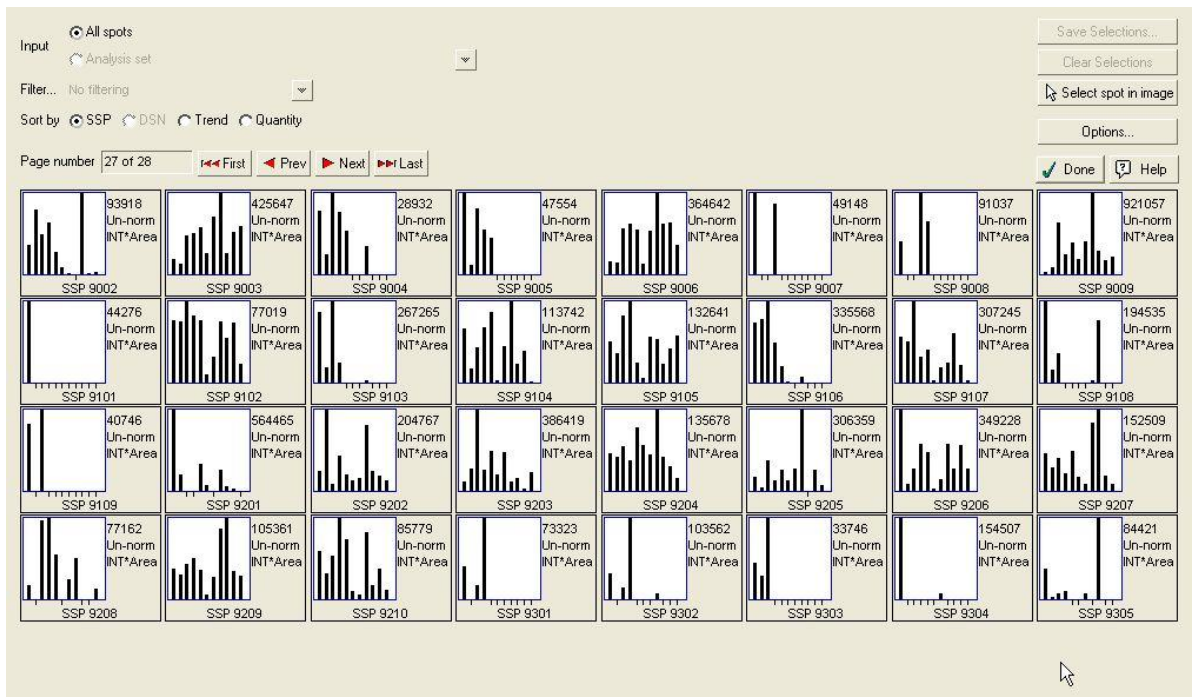 Input All spots
Analysis set
Filter... No filtering
Sort by SSP DSN Trend Quantity
Page number 27 of 28 First Prev Next Last
Save Selections...
Clear Selections
Select spot in image
Options...
Done Help
93918 425647 28932 47554 364642 49148 91037 921057
Un-norm Un-norm Un-norm Un-norm Un-norm Un-norm Un-norm Un-norm
INT*Area INT*Area INT*Area INT*Area INT*Area INT*Area INT*Area INT*Area
SSP 9002 SSP 9003 SSP 9004 SSP 9005 SSP 9006 SSP 9007 SSP 9008 SSP 9009
44276 77019 267265 113742 132641 335568 307245 194535
Un-norm Un-norm Un-norm Un-norm Un-norm Un-norm Un-norm Un-norm
INT*Area INT*Area INT*Area INT*Area INT*Area INT*Area INT*Area INT*Area
SSP 9101 SSP 9102 SSP 9103 SSP 9104 SSP 9105 SSP 9106 SSP 9107 SSP 9108
40746 564465 204767 386419 135678 306359 349228 152509
Un-norm Un-norm Un-norm Un-norm Un-norm Un-norm Un-norm Un-norm
INT*Area INT*Area INT*Area INT*Area INT*Area INT*Area INT*Area INT*Area
SSP 9109 SSP 9201 SSP 9202 SSP 9203 SSP 9204 SSP 9205 SSP 9206 SSP 9207
77162 105361 85779 73323 103562 33746 154507 84421
Un-norm Un-norm Un-norm Un-norm Un-norm Un-norm Un-norm Un-norm
INT*Area INT*Area INT*Area INT*Area INT*Area INT*Area INT*Area INT*Area
SSP 9208 SSP 9209 SSP 9210 SSP 9301 SSP 9302 SSP 9303 SSP 9304 SSP 9305